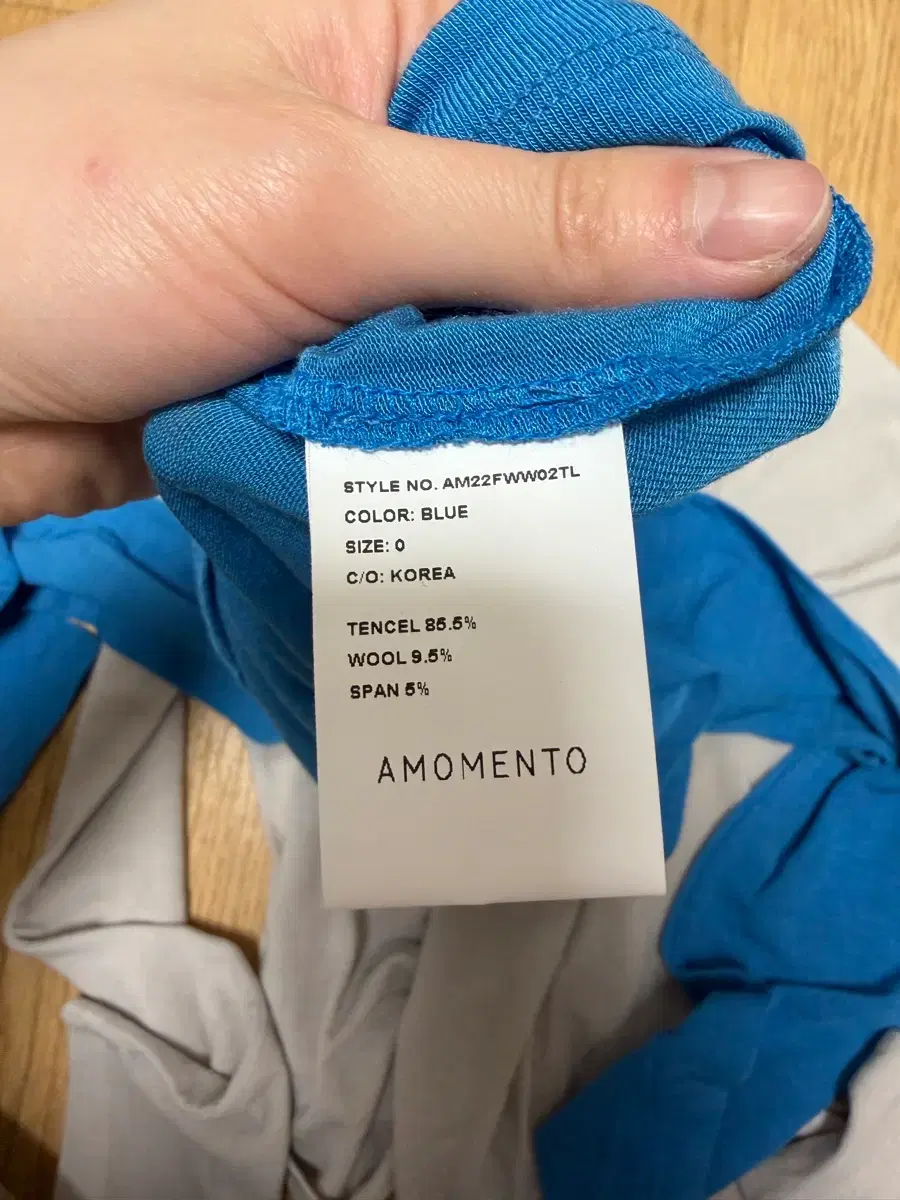 STYLE NO. AM22FWW02TL
COLOR: BLUE
SIZE: 0
C/O: KOREA
TENCEL 85.5%
WOOL 9.5%
SPAN 5%
AMOMENTO